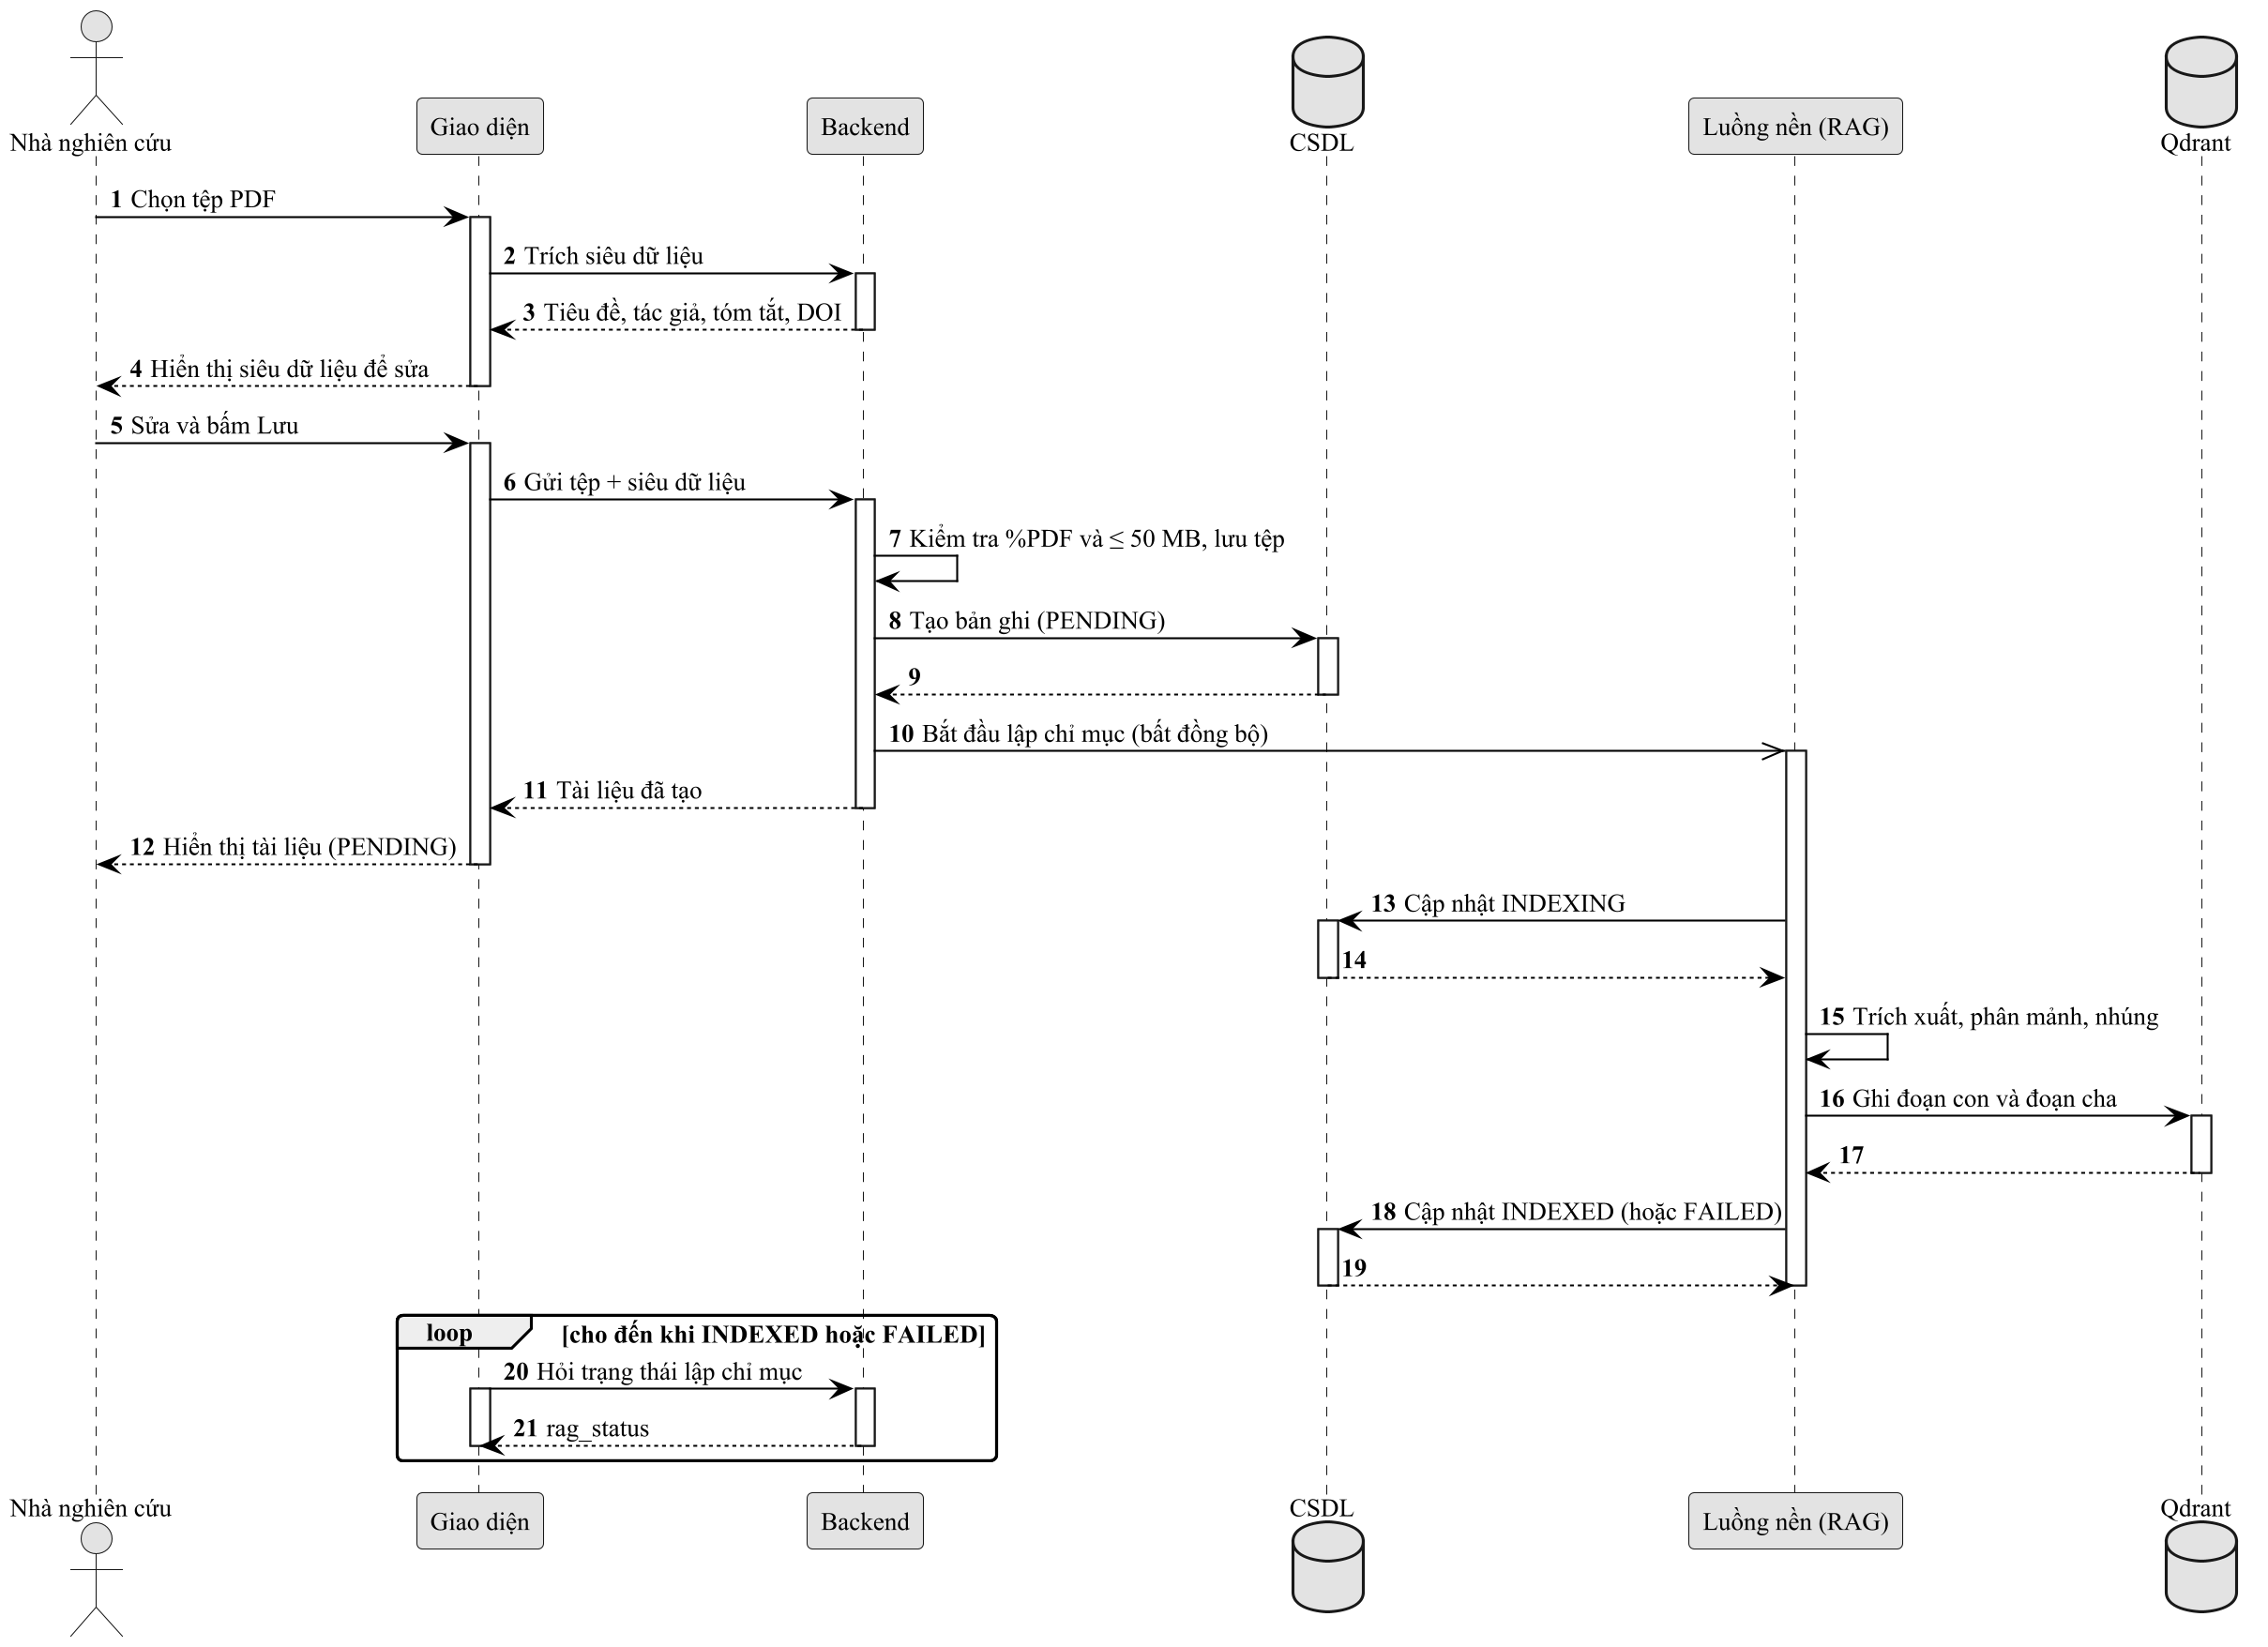 Nhà nghiên cứu
Giao diện
Backend
CSDL
Luồng nền (RAG)
Qdrant
1 Chọn tệp PDF
2 Trích siêu dữ liệu
3 Tiêu đề, tác giả, tóm tắt, DOI
4 Hiển thị siêu dữ liệu để sửa
5 Sửa và bấm Lưu
6 Gửi tệp + siêu dữ liệu
7 Kiểm tra %PDF và ≤ 50 MB, lưu tệp
8 Tạo bản ghi (PENDING)
9
10 Bắt đầu lập chỉ mục (bất đồng bộ)
11 Tài liệu đã tạo
12 Hiển thị tài liệu (PENDING)
13 Cập nhật INDEXING
14
15 Trích xuất, phân mảnh, nhúng
16 Ghi đoạn con và đoạn cha
17
18 Cập nhật INDEXED (hoặc FAILED)
19
loop [cho đến khi INDEXED hoặc FAILED]
20 Hỏi trạng thái lập chỉ mục
21 rag_status
Nhà nghiên cứu
Giao diện
Backend
CSDL
Luồng nền (RAG)
Qdrant